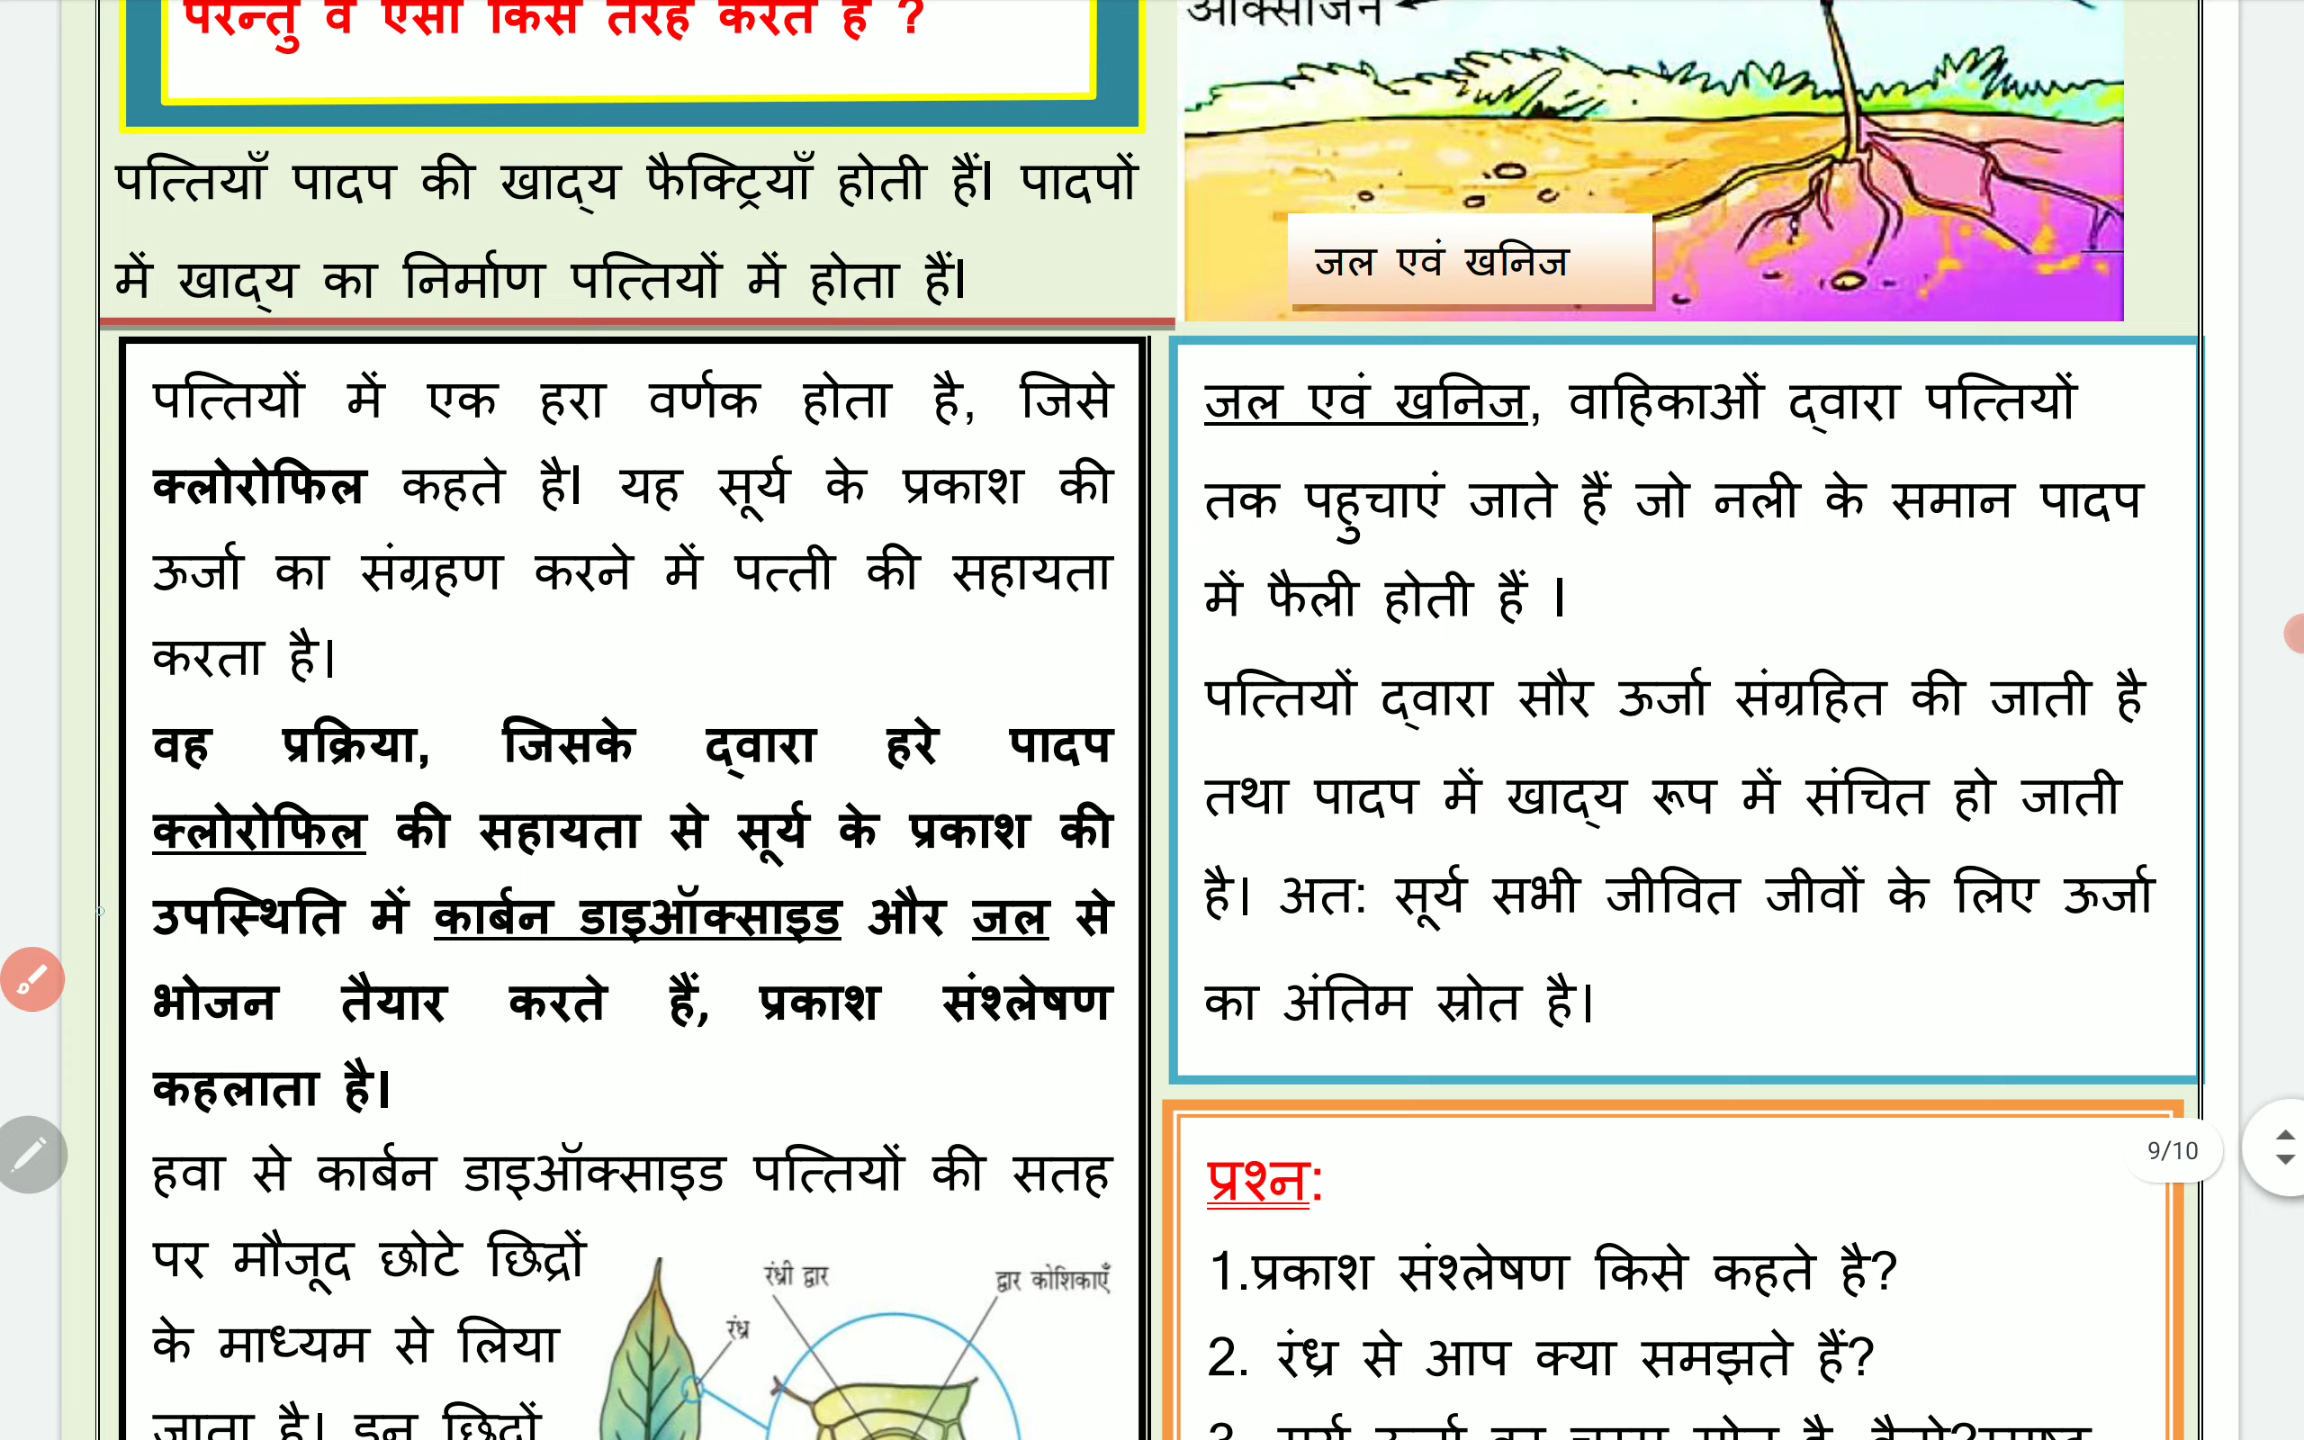 परन्तु वे ऐसा किस तरह करते हैं ?
पत्तियाँ पादप की खाद्य फैक्ट्रियाँ होती हैंI पादपों
में खाद्य का निर्माण पत्तियों में होता हैंI
ऑक्सीजन
जल एवं खनिज
पत्तियों में एक हरा वर्णक होता है, जिसे
क्लोरोफिल कहते हैI यह सूर्य के प्रकाश की
ऊर्जा का संग्रहण करने में पत्ती की सहायता
करता है।
वह प्रक्रिया, जिसके द्वारा हरे पादप
क्लोरोफिल की सहायता से सूर्य के प्रकाश की
उपस्थिति में कार्बन डाइऑक्साइड और जल से
भोजन तैयार करते हैं, प्रकाश संश्लेषण
कहलाता हैI
हवा से कार्बन डाइऑक्साइड पत्तियों की सतह
पर मौजूद छोटे छिद्रों
के माध्यम से लिया
जाता है। इन छिद्रों
रंध्री द्वार
द्वार कोशिकाएँ
रंध्र
जल एवं खनिज, वाहिकाओं द्वारा पत्तियों
तक पहुचाएं जाते हैं जो नली के समान पादप
में फैली होती हैं I
पत्तियों द्वारा सौर ऊर्जा संग्रहित की जाती है
तथा पादप में खाद्य रूप में संचित हो जाती
है। अत: सूर्य सभी जीवित जीवों के लिए ऊर्जा
का अंतिम स्रोत है।
9/10
प्रश्न:
1.प्रकाश संश्लेषण किसे कहते है?
2. रंध्र से आप क्या समझते हैं?